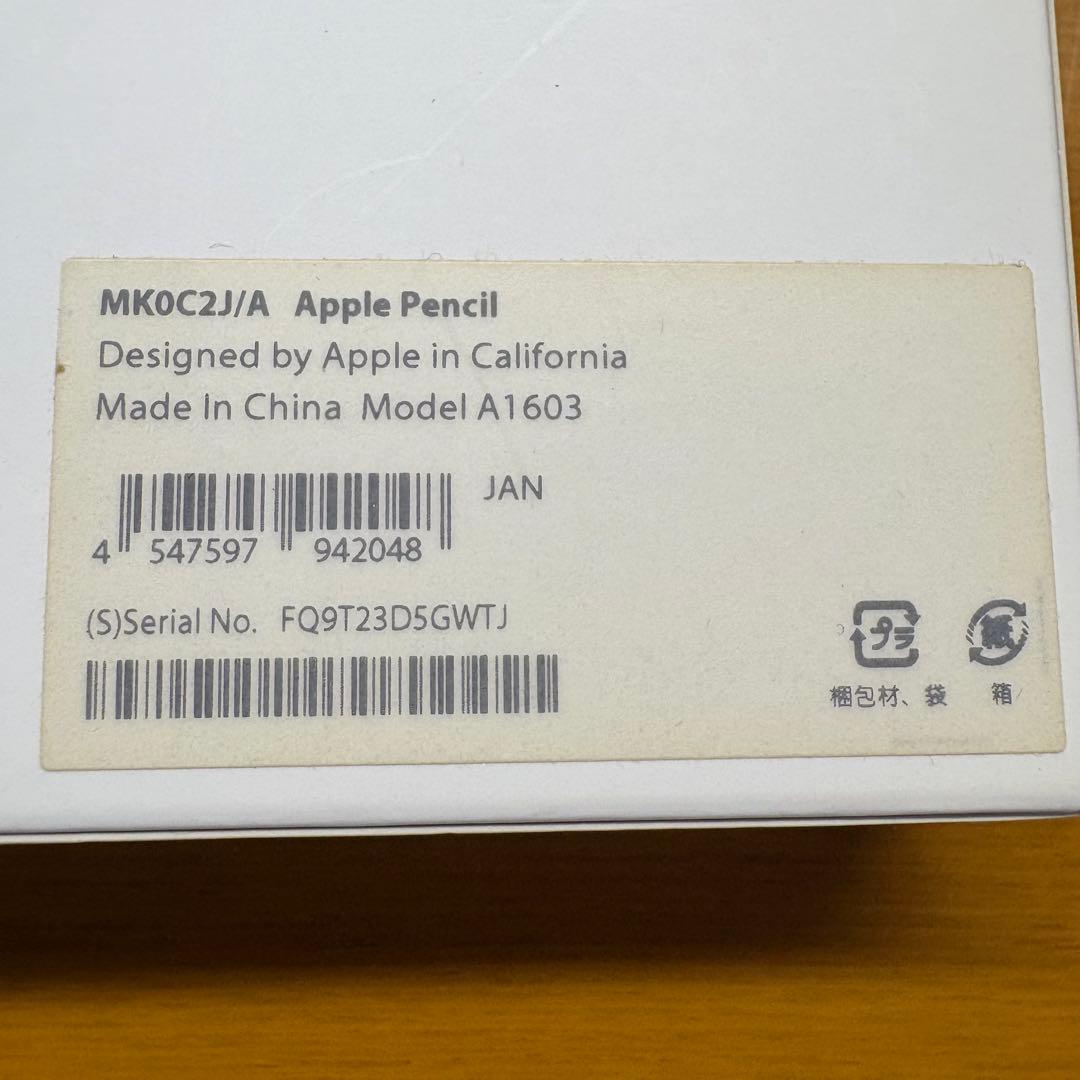 MK0C2J/A Apple Pencil
Designed by Apple in California
Made in China Model A1603
JAN
4 547597 942048
(S)Serial No. FQ9T23D5GWTJ
プラ 紙
梱包材、袋 箱